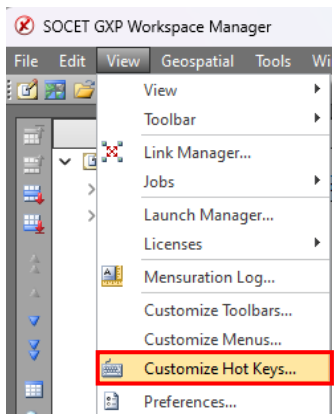 SOCET GXP Workspace Manager
File Edit View Geospatial Tools Wi
View
Toolbar
Link Manager...
Jobs
Launch Manager...
Licenses
Mensuration Log...
Customize Toolbars...
Customize Menus...
Customize Hot Keys...
Preferences...